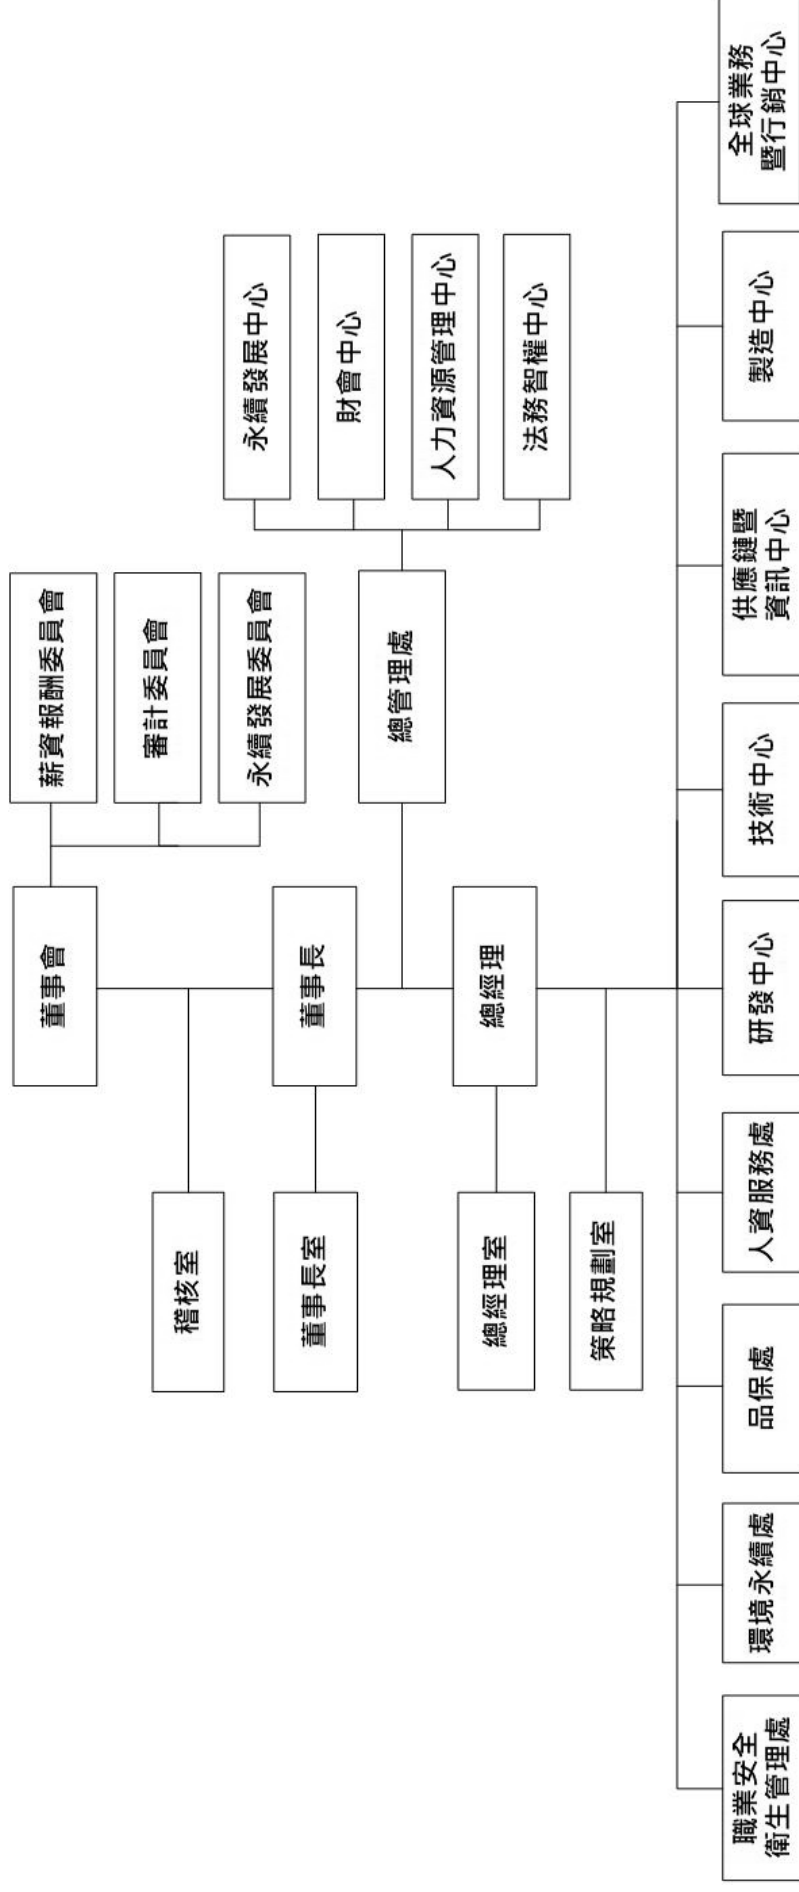 董事會
薪資報酬委員會
審計委員會
永續發展委員會
稽核室
董事長
董事長室
總管理處
永續發展中心
財會中心
人力資源管理中心
法務智權中心
總經理
總經理室
策略規劃室
職業安全
衛生管理處
環境永續處
品保處
人資服務處
研發中心
技術中心
供應鏈暨
資訊中心
製造中心
全球業務
暨行銷中心